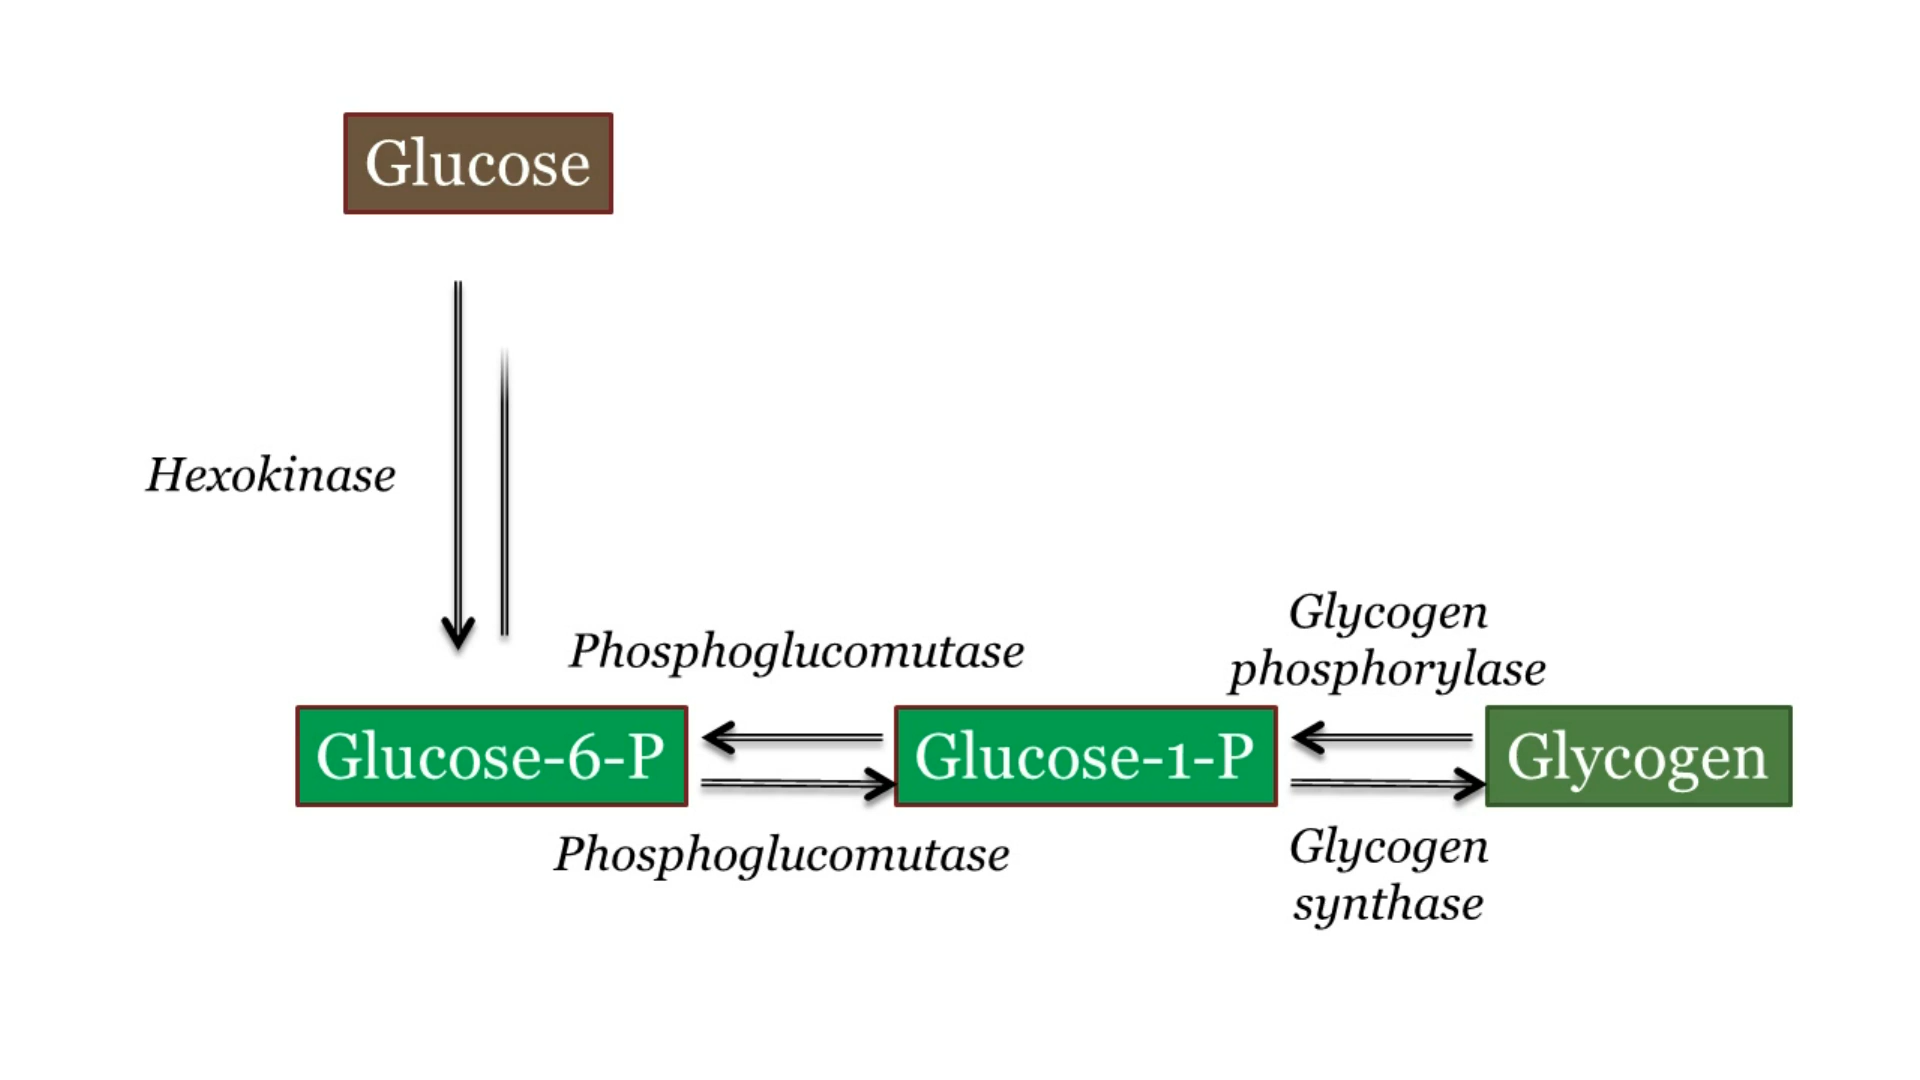 Glucose
Hexokinase
Phosphoglucomutase
Glycogen
phosphorylase
Glucose-6-P
Glucose-1-P
Glycogen
Phosphoglucomutase
Glycogen
synthase